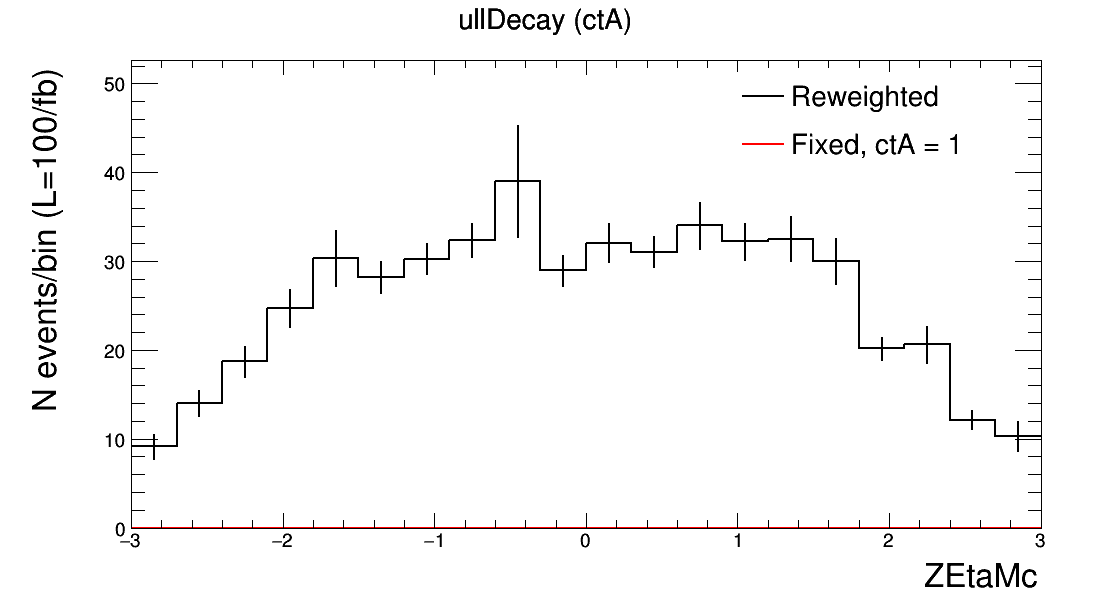 ullDecay (ctA)
N events/bin (L=100/fb)
50
40
30
20
10
0
Reweighted
Fixed, ctA = 1
−3 −2 −1 0 1 2 3
ZEtaMc